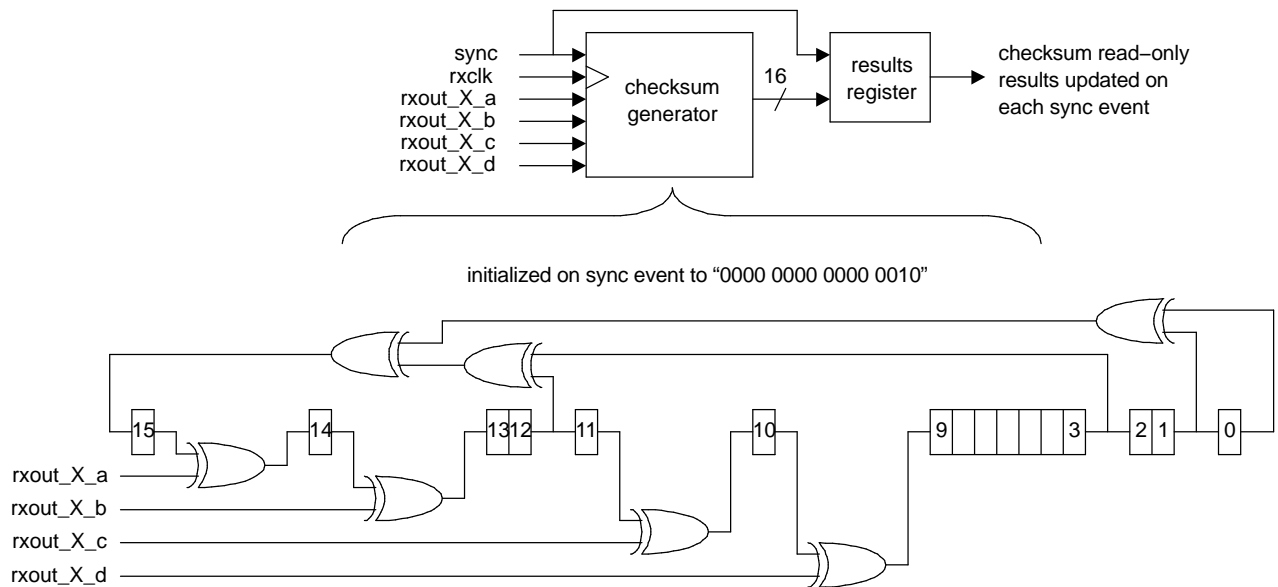 sync
rxclk
rxout_X_a
rxout_X_b
rxout_X_c
rxout_X_d
checksum
generator
16
results
register
checksum read–only
results updated on
each sync event
initialized on sync event to “0000 0000 0000 0010”
15
14
13 12
11
10
9
3
2 1
0
rxout_X_a
rxout_X_b
rxout_X_c
rxout_X_d